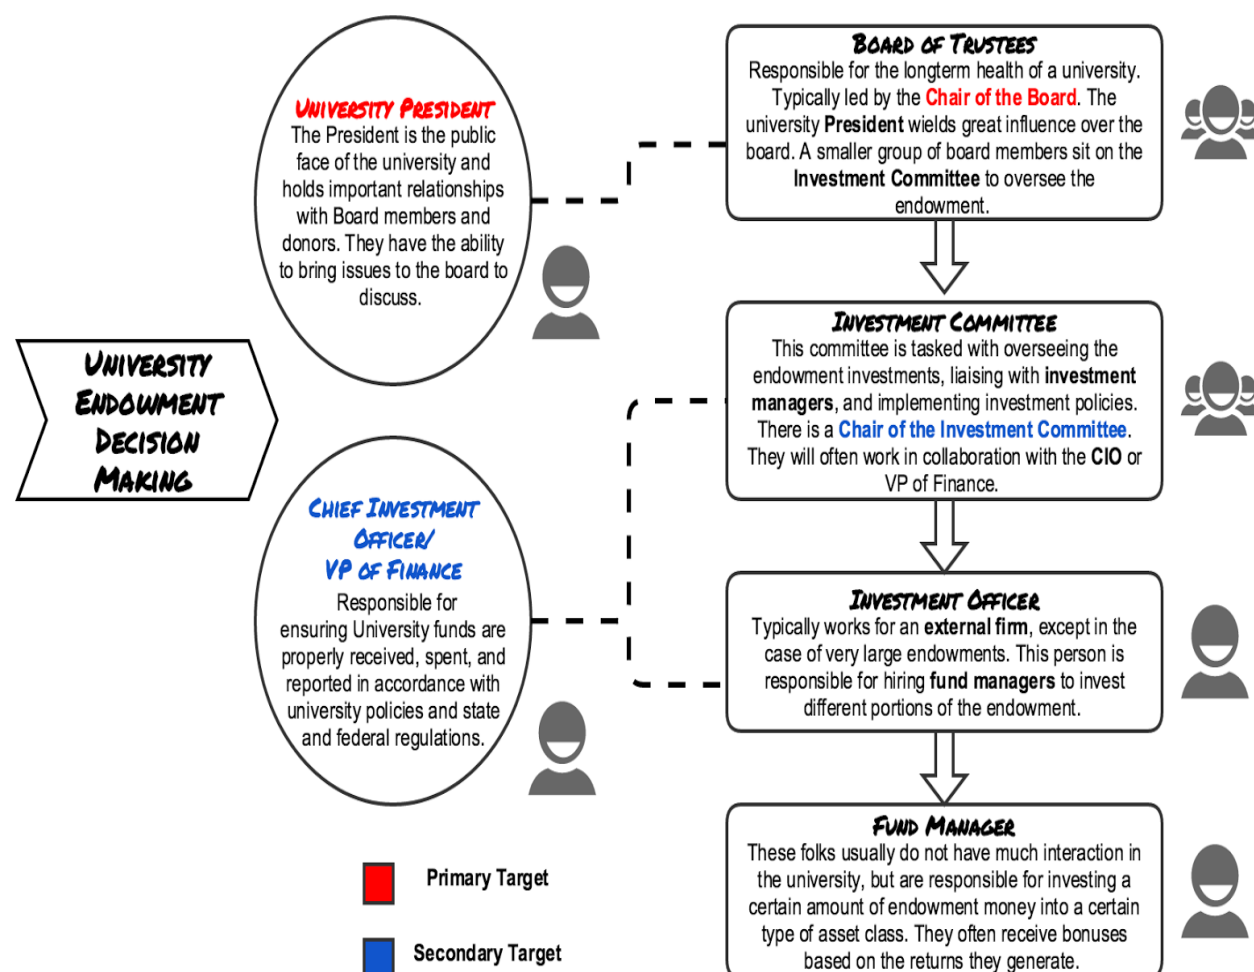 UNIVERSITY
ENDOWMENT
DECISION
MAKING
UNIVERSITY PRESIDENT
The President is the public
face of the university and
holds important relationships
with Board members and
donors. They have the ability
to bring issues to the board to
discuss.
CHIEF INVESTMENT
OFFICER/
VP OF FINANCE
Responsible for
ensuring University funds are
properly received, spent, and
reported in accordance with
university policies and state
and federal regulations.
Primary Target
Secondary Target
BOARD OF TRUSTEES
Responsible for the longterm health of a university.
Typically led by the Chair of the Board. The
university President wields great influence over the
board. A smaller group of board members sit on the
Investment Committee to oversee the
endowment.
INVESTMENT COMMITTEE
This committee is tasked with overseeing the
endowment investments, liaising with investment
managers, and implementing investment policies.
There is a Chair of the Investment Committee.
They will often work in collaboration with the CIO or
VP of Finance.
INVESTMENT OFFICER
Typically works for an external firm, except in the
case of very large endowments. This person is
responsible for hiring fund managers to invest
different portions of the endowment.
FUND MANAGER
These folks usually do not have much interaction in
the university, but are responsible for investing a
certain amount of endowment money into a certain
type of asset class. They often receive bonuses
based on the returns they generate.